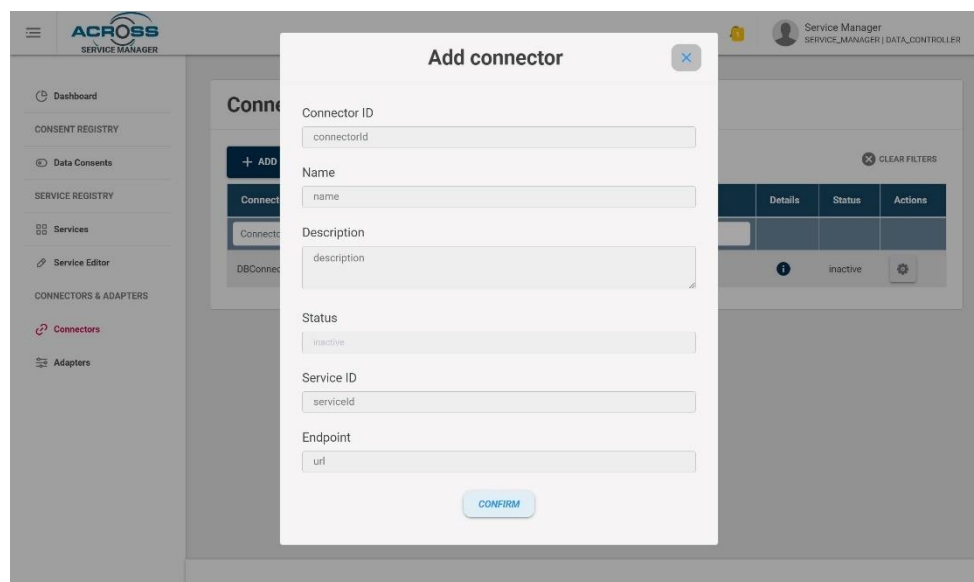 ACROSS
SERVICE MANAGER
Service Manager
SERVICE_MANAGER | DATA_CONTROLLER
Dashboard
CONSENT REGISTRY
Data Consents
SERVICE REGISTRY
Services
Service Editor
CONNECTORS & ADAPTERS
Connectors
Adapters
Conne
+ ADD
CLEAR FILTERS
Connect
Details
Status
Actions
Connecto
DBConnec
inactive
Add connector
Connector ID
connectorId
Name
name
Description
description
Status
inactive
Service ID
serviceId
Endpoint
url
CONFIRM